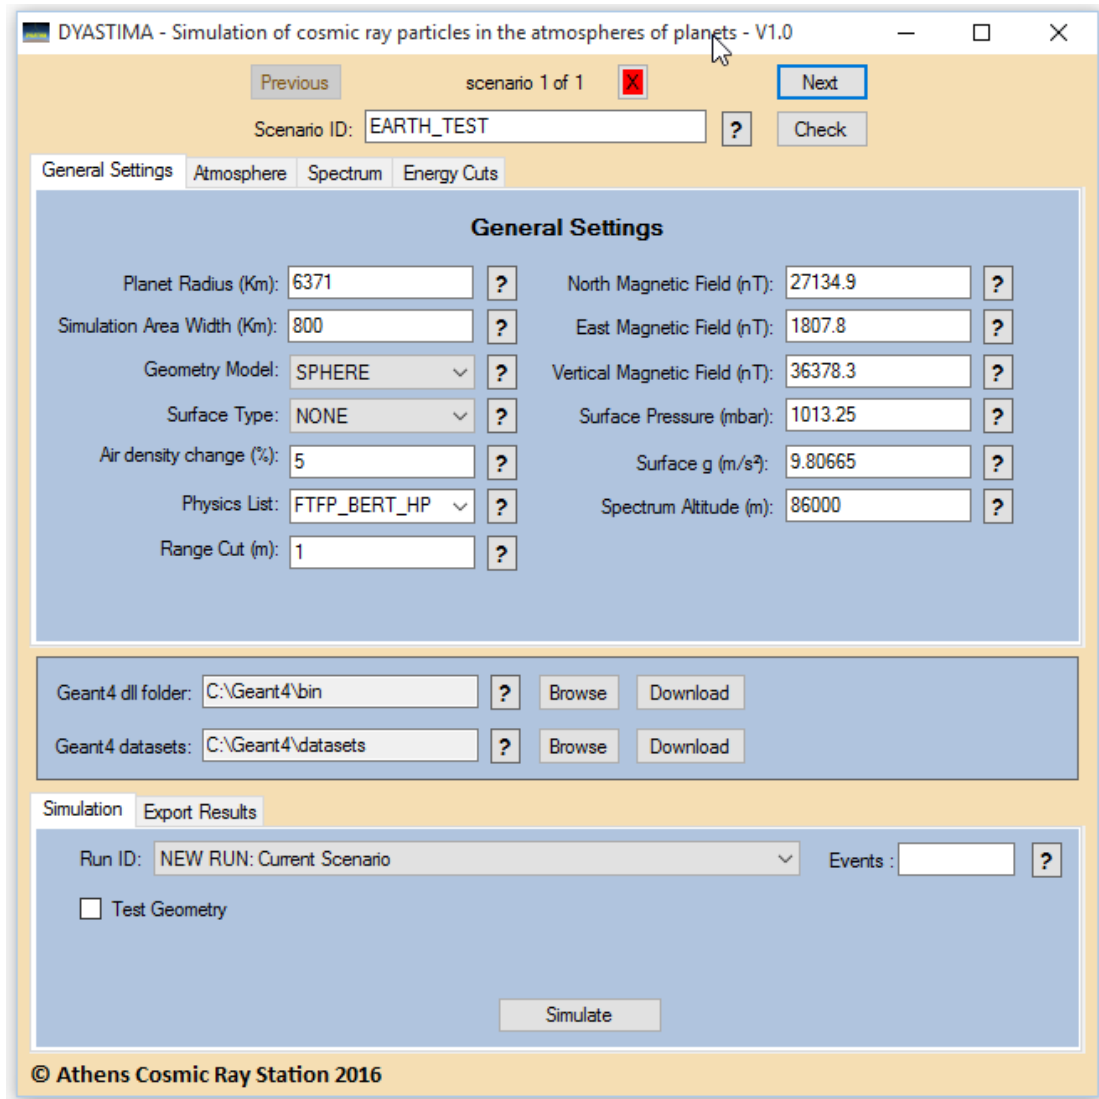 DYASTIMA - Simulation of cosmic ray particles in the atmospheres of planets - V1.0
Previous scenario 1 of 1 X Next
Scenario ID: EARTH_TEST ? Check
General Settings Atmosphere Spectrum Energy Cuts
General Settings
Planet Radius (Km): 6371 ? North Magnetic Field (nT): 27134.9 ?
Simulation Area Width (Km): 800 ? East Magnetic Field (nT): 1807.8 ?
Geometry Model: SPHERE ? Vertical Magnetic Field (nT): 36378.3 ?
Surface Type: NONE ? Surface Pressure (mbar): 1013.25 ?
Air density change (%): 5 ? Surface g (m/s²): 9.80665 ?
Physics List: FTFP_BERT_HP ? Spectrum Altitude (m): 86000 ?
Range Cut (m): 1 ?
Geant4 dll folder: C:\Geant4\bin ? Browse Download
Geant4 datasets: C:\Geant4\datasets ? Browse Download
Simulation Export Results
Run ID: NEW RUN: Current Scenario Events : ?
Test Geometry
Simulate
© Athens Cosmic Ray Station 2016